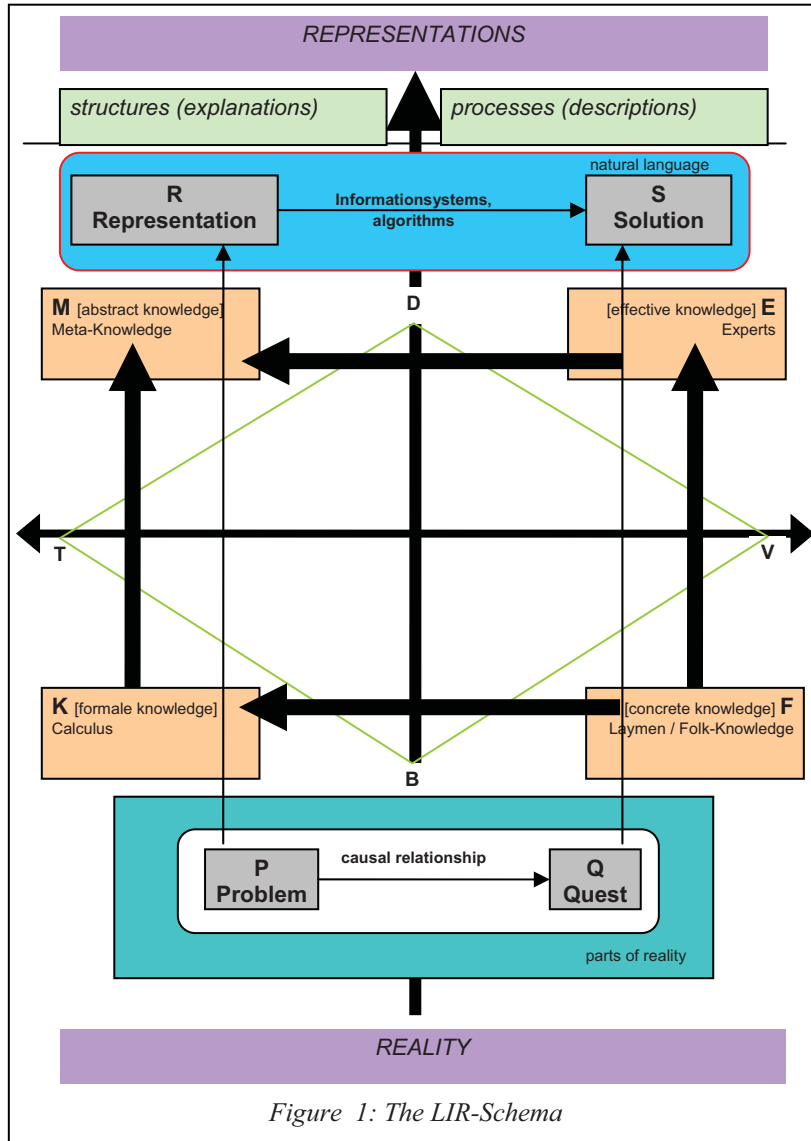 REPRESENTATIONS
structures (explanations)
processes (descriptions)
natural language
R
Representation
Informationsystems,
algorithms
S
Solution
M [abstract knowledge]
Meta-Knowledge
D
[effective knowledge] E
Experts
T
V
K [formale knowledge]
Calculus
B
[concrete knowledge] F
Laymen / Folk-Knowledge
P
Problem
causal relationship
Q
Quest
parts of reality
REALITY
Figure 1: The LIR-Schema